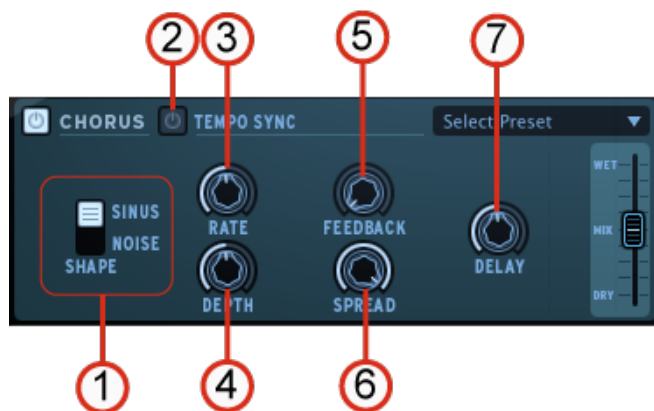 2 3 5 7
CHORUS TEMPO SYNC Select Preset
WET
SINUS
NOISE
SHAPE
RATE FEEDBACK
MIX
DELAY
DEPTH SPREAD
DRY
1 4 6